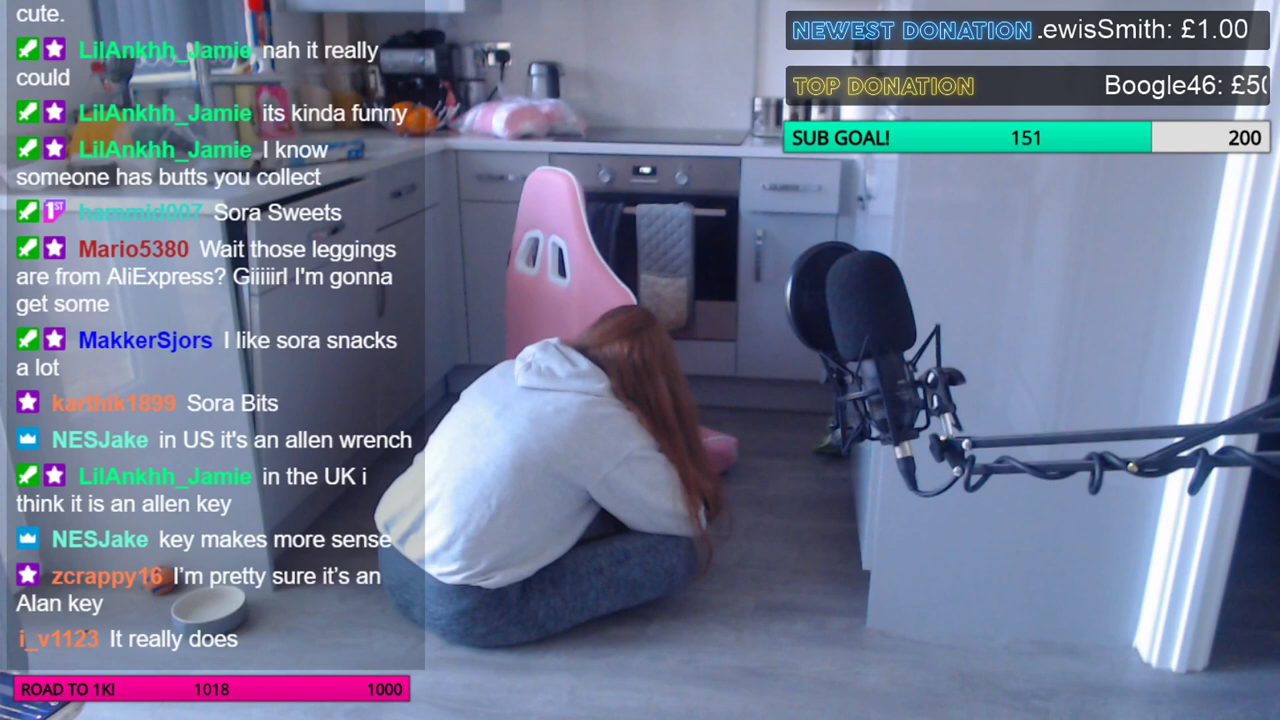 cute.
LilAnkhh_Jamie nah it really
could
LilAnkhh_Jamie its kinda funny
LilAnkhh_Jamie I know
someone has butts you collect
hammid007 Sora Sweets
Mario5380 Wait those leggings
are from AliExpress? Giiiiirl I'm gonna
get some
MakkerSjors I like sora snacks
a lot
karthik1899 Sora Bits
NESJake in US it's an allen wrench
LilAnkhh_Jamie in the UK i
think it is an allen key
NESJake key makes more sense
zcrappy16 I'm pretty sure it's an
Alan key
i_v1123 It really does
ROAD TO 1K! 1018 1000
NEWEST DONATION .ewisSmith: £1.00
TOP DONATION Boogle46: £50
SUB GOAL! 151 200